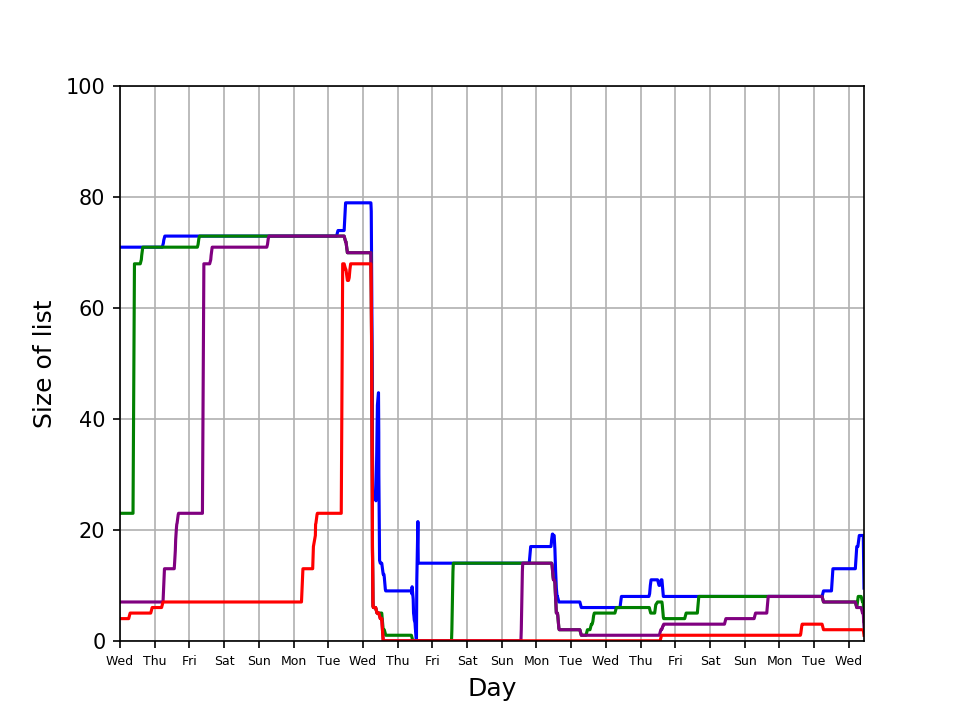 100
80
60
40
20
0
Size of list
Wed Thu Fri Sat Sun Mon Tue Wed Thu Fri Sat Sun Mon Tue Wed Thu Fri Sat Sun Mon Tue Wed
Day